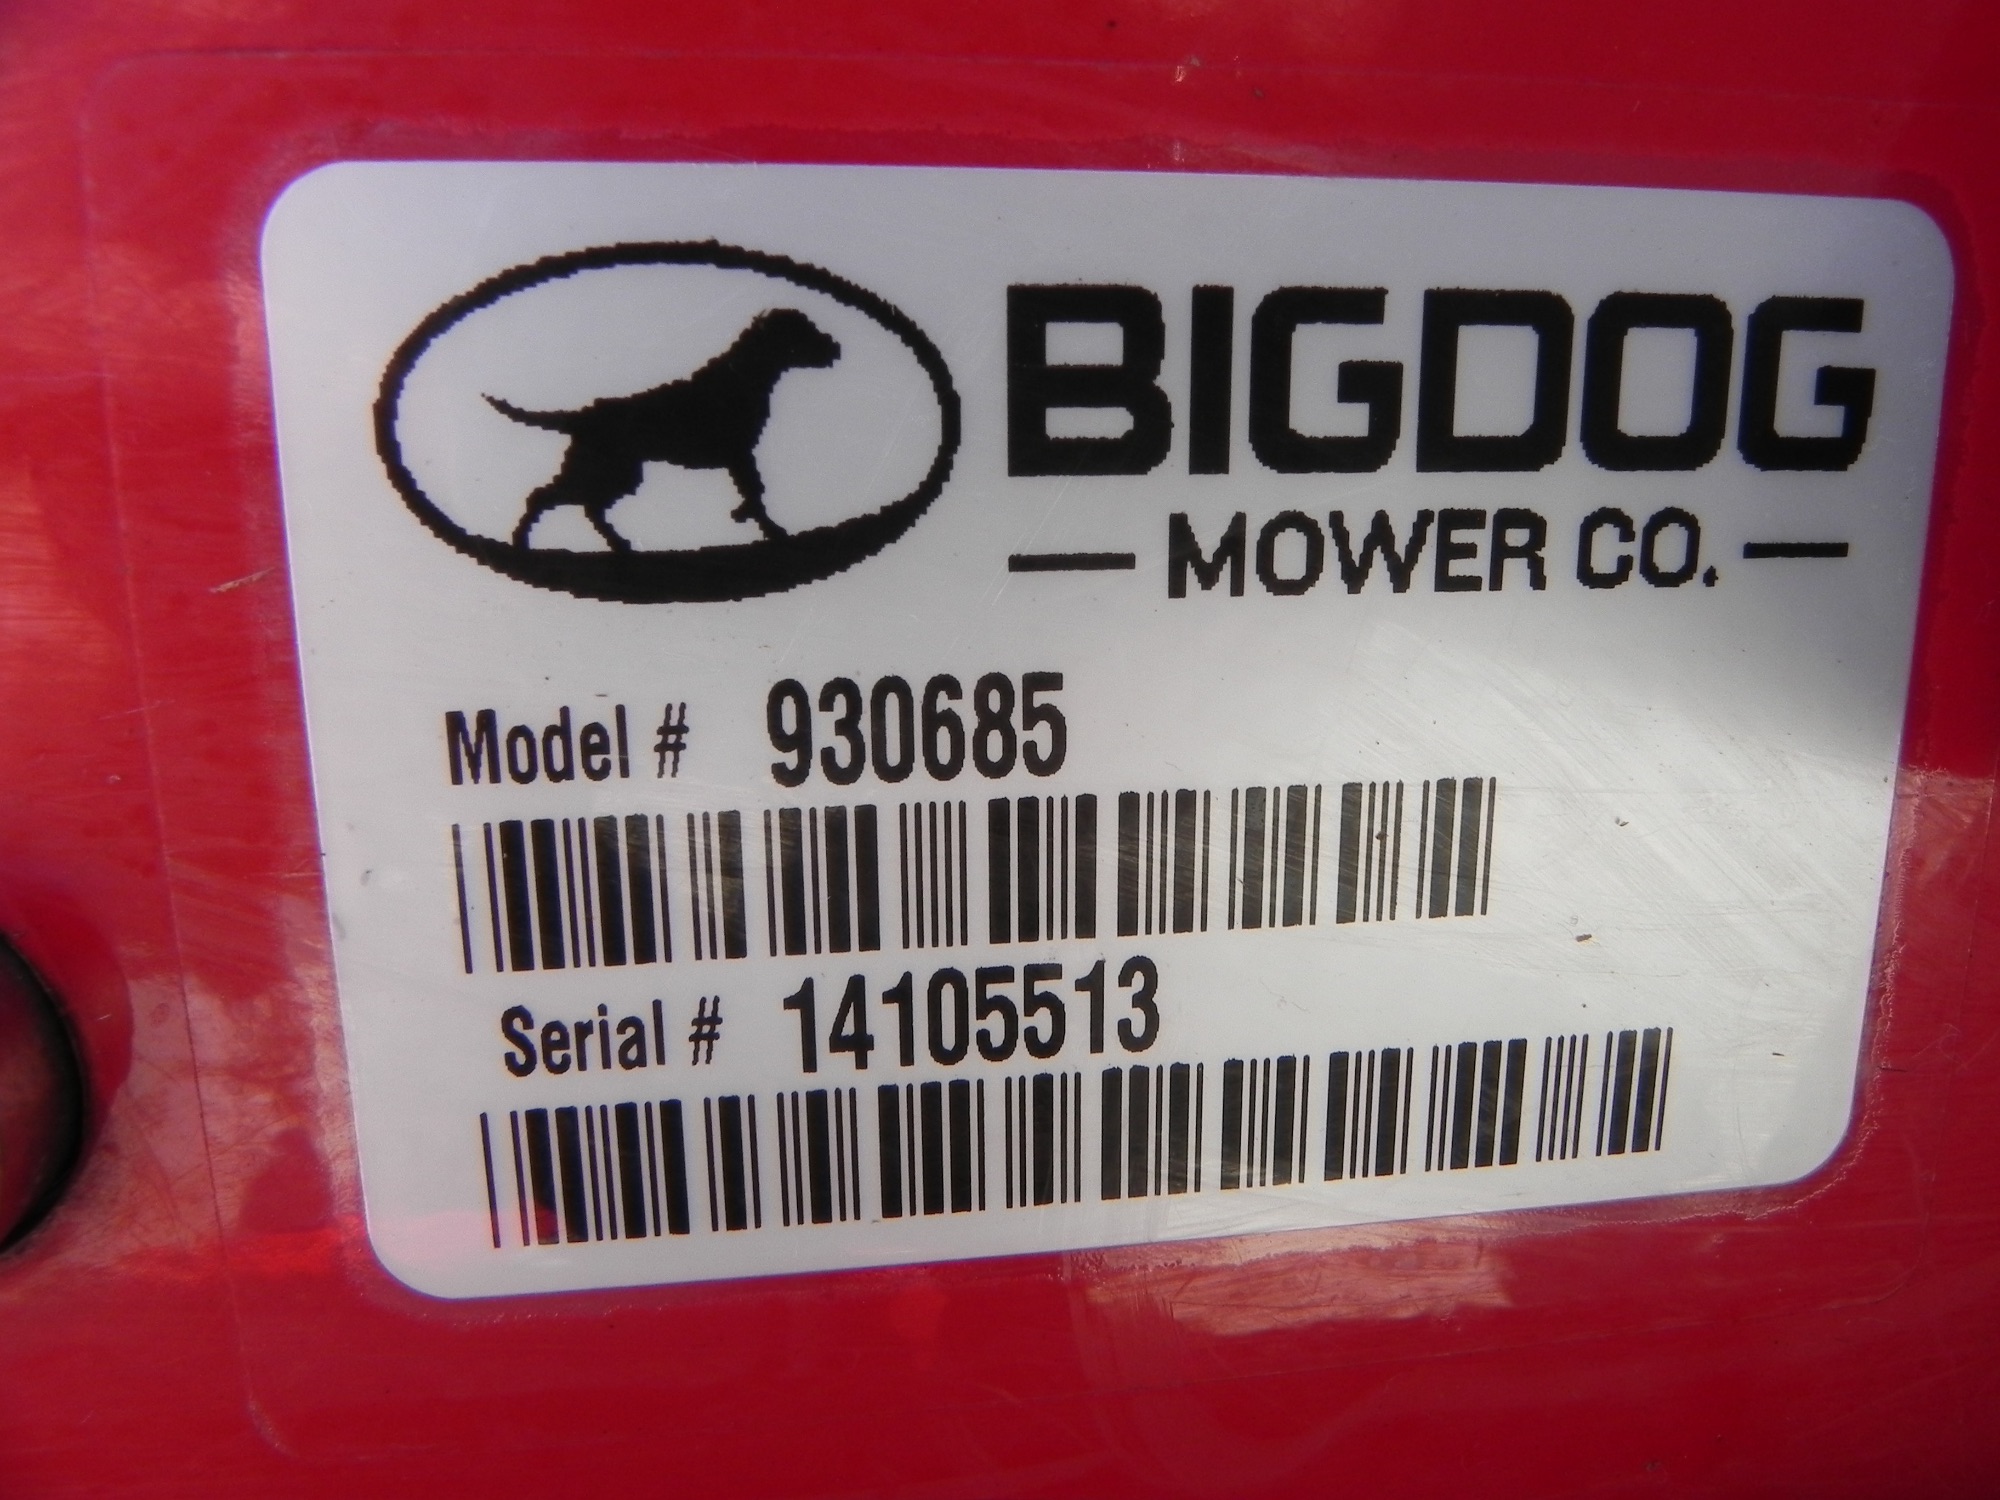 BIGDOG
— MOWER CO. —
Model # 930685
Serial # 14105513